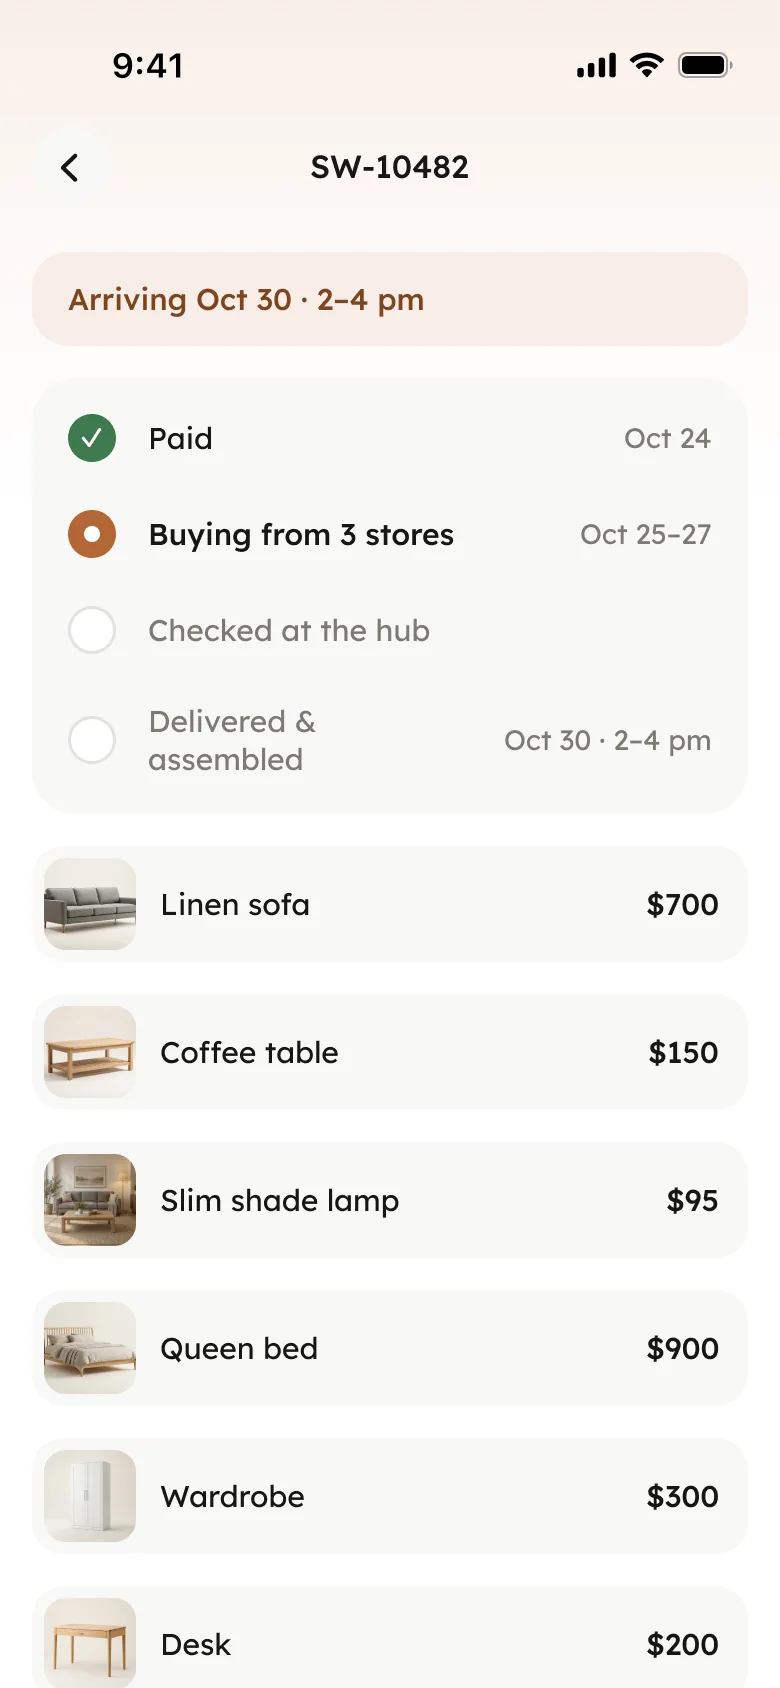 9:41
SW-10482
Arriving Oct 30 · 2–4 pm
Paid Oct 24
Buying from 3 stores Oct 25–27
Checked at the hub
Delivered &
assembled Oct 30 · 2–4 pm
Linen sofa $700
Coffee table $150
Slim shade lamp $95
Queen bed $900
Wardrobe $300
Desk $200